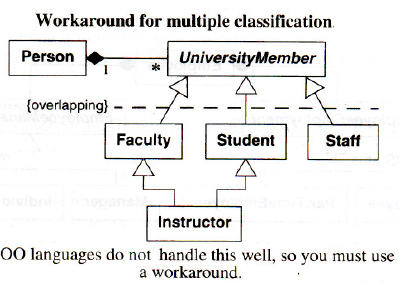 Workaround for multiple classification.
Person
UniversityMember
1
*
{overlapping}
Faculty
Student
Staff
Instructor
OO languages do not handle this well, so you must use
a workaround.